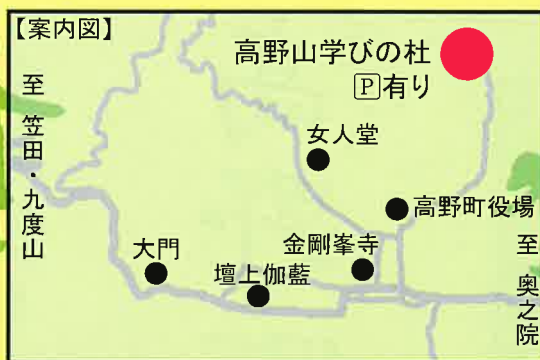 【案内図】
高野山学びの杜
🄿有り
至 笠田・九度山
女人堂
高野町役場
大門
金剛峯寺
壇上伽藍
至 奥之院